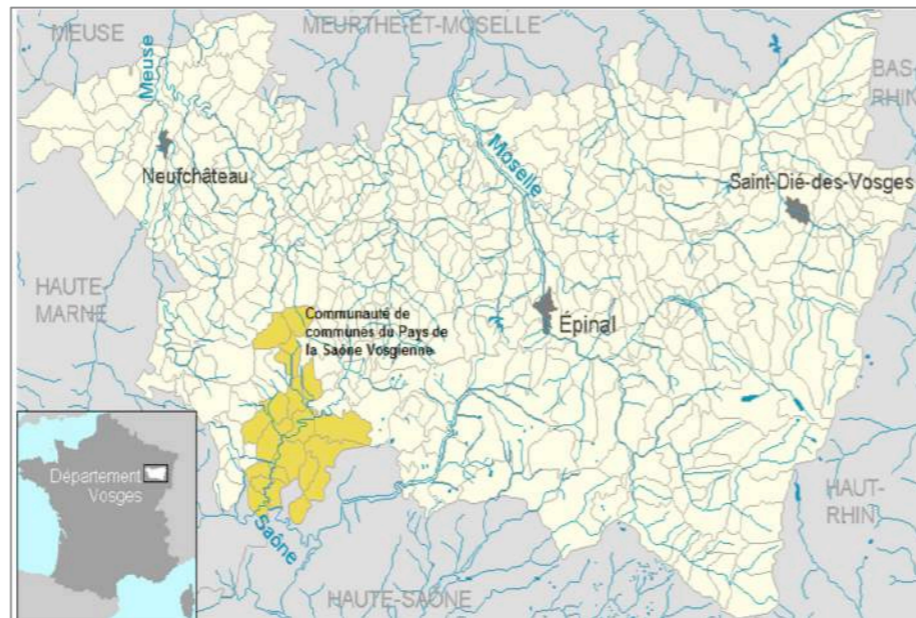 MEUSE
MEURTHE-ET-MOSELLE
BAS-
RHIN
Meuse
Moselle
Neufchâteau
Saint-Dié-des-Vosges
HAUTE-
MARNE
Communauté de
communes du Pays de
la Saône Vosgienne
Épinal
Département
Vosges
HAUT-
RHIN
Saône
HAUTE-SAÔNE